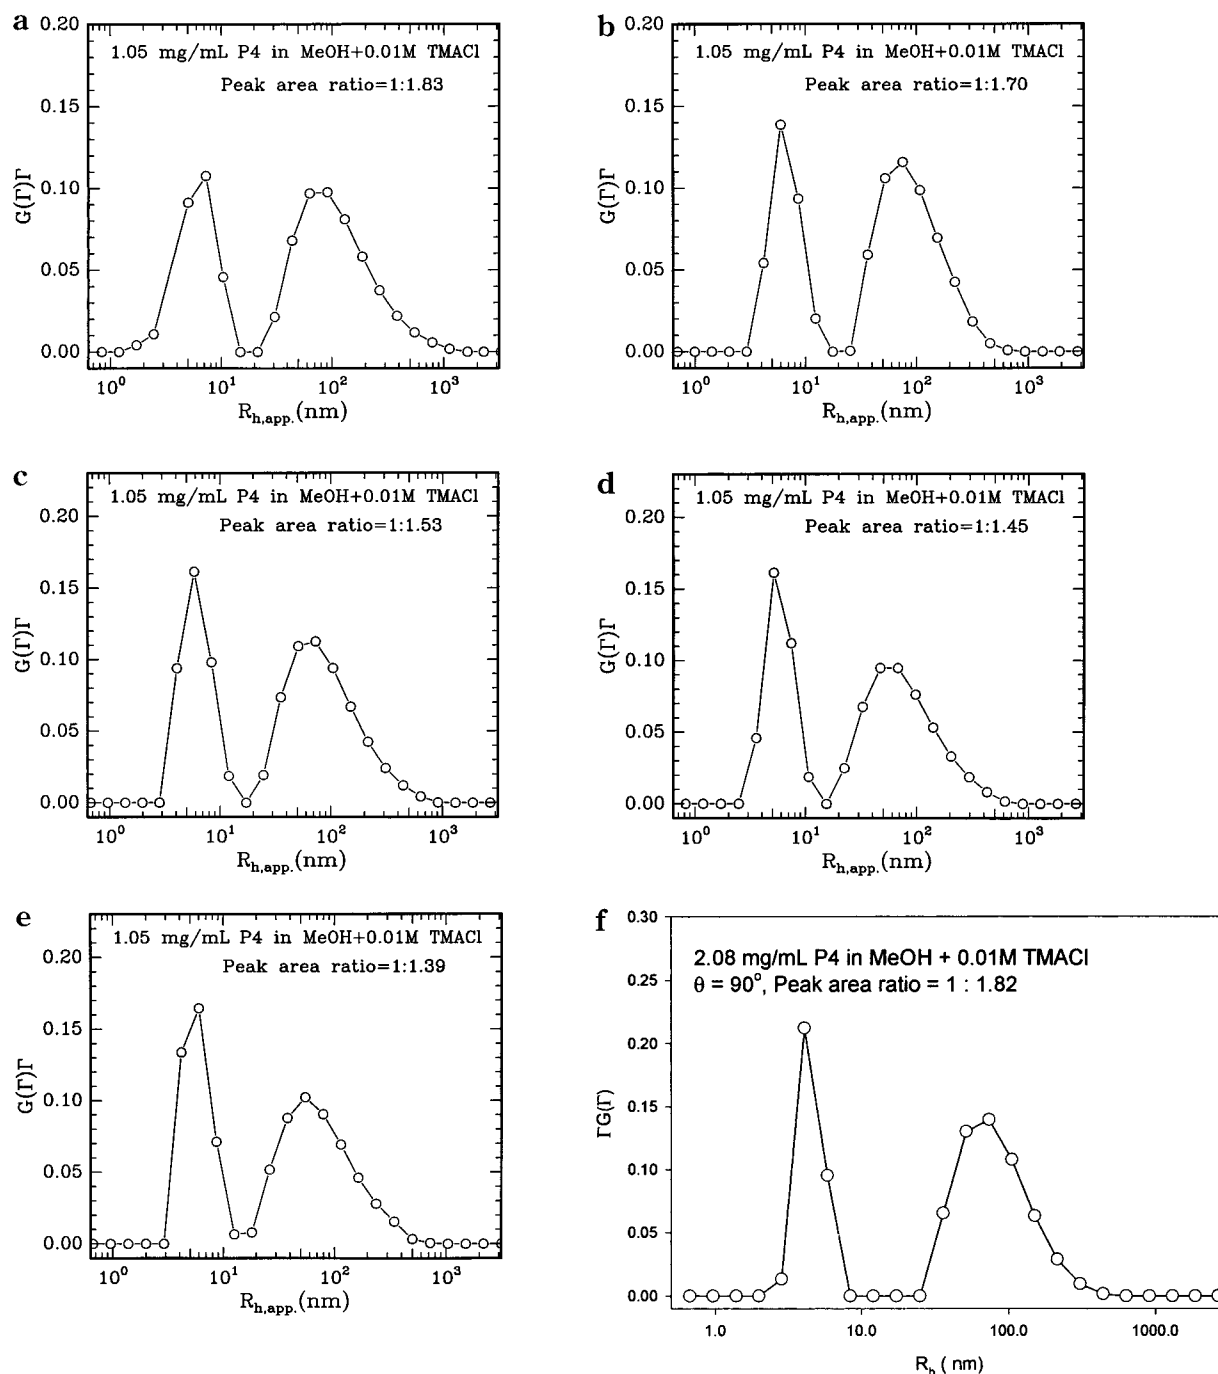 a
0.20
1.05 mg/mL P4 in MeOH+0.01M TMACl
Peak area ratio=1:1.83
0.15
0.10
0.05
0.00
G(Γ)Γ
10⁰ 10¹ 10² 10³
R_h,app.(nm)
b
0.20
1.05 mg/mL P4 in MeOH+0.01M TMACl
Peak area ratio=1:1.70
0.15
0.10
0.05
0.00
G(Γ)Γ
10⁰ 10¹ 10² 10³
R_h,app.(nm)
c
1.05 mg/mL P4 in MeOH+0.01M TMACl
0.20
Peak area ratio=1:1.53
0.15
0.10
0.05
0.00
G(Γ)Γ
10⁰ 10¹ 10² 10³
R_h,app.(nm)
d
1.05 mg/mL P4 in MeOH+0.01M TMACl
0.20
Peak area ratio=1:1.45
0.15
0.10
0.05
0.00
G(Γ)Γ
10⁰ 10¹ 10² 10³
R_h,app.(nm)
e
1.05 mg/mL P4 in MeOH+0.01M TMACl
0.20
Peak area ratio=1:1.39
0.15
0.10
0.05
0.00
G(Γ)Γ
10⁰ 10¹ 10² 10³
R_h,app.(nm)
f
0.30
2.08 mg/mL P4 in MeOH + 0.01M TMACl
θ = 90°, Peak area ratio = 1 : 1.82
0.25
0.20
0.15
0.10
0.05
0.00
ΓG(Γ)
1.0 10.0 100.0 1000.0
R_h ( nm)